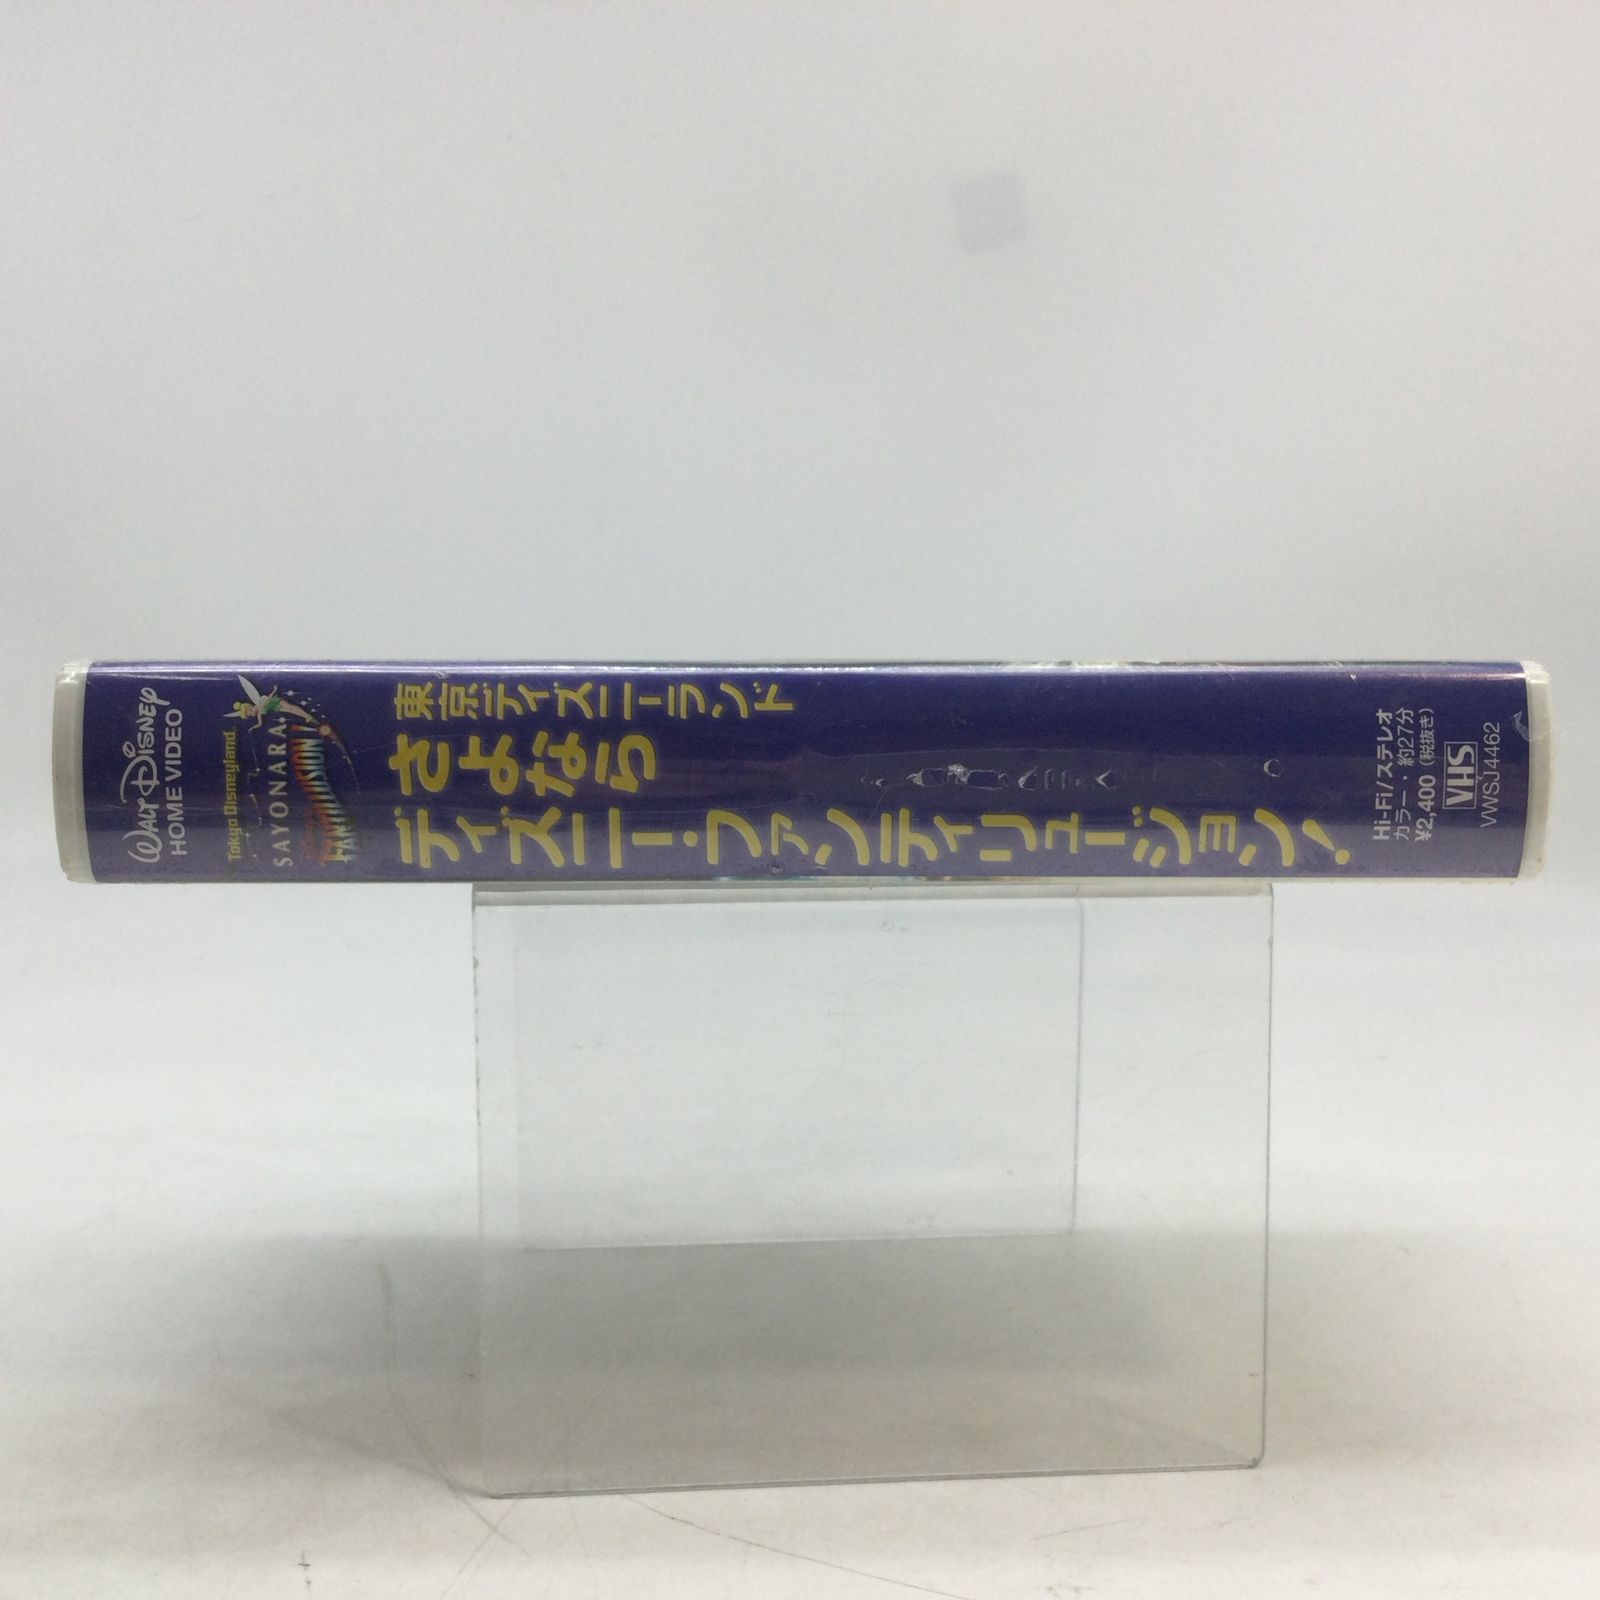 WALT DISNEY
HOME VIDEO
Tokyo Disneyland
SAYONARA
FANTILLUSION!
東京ディズニーランド
さよなら
ディズニー・ファンティリュージョン!
Hi-Fi/ステレオ
カラー・約27分
¥2,400（税抜き）
VHS
VWSJ4462